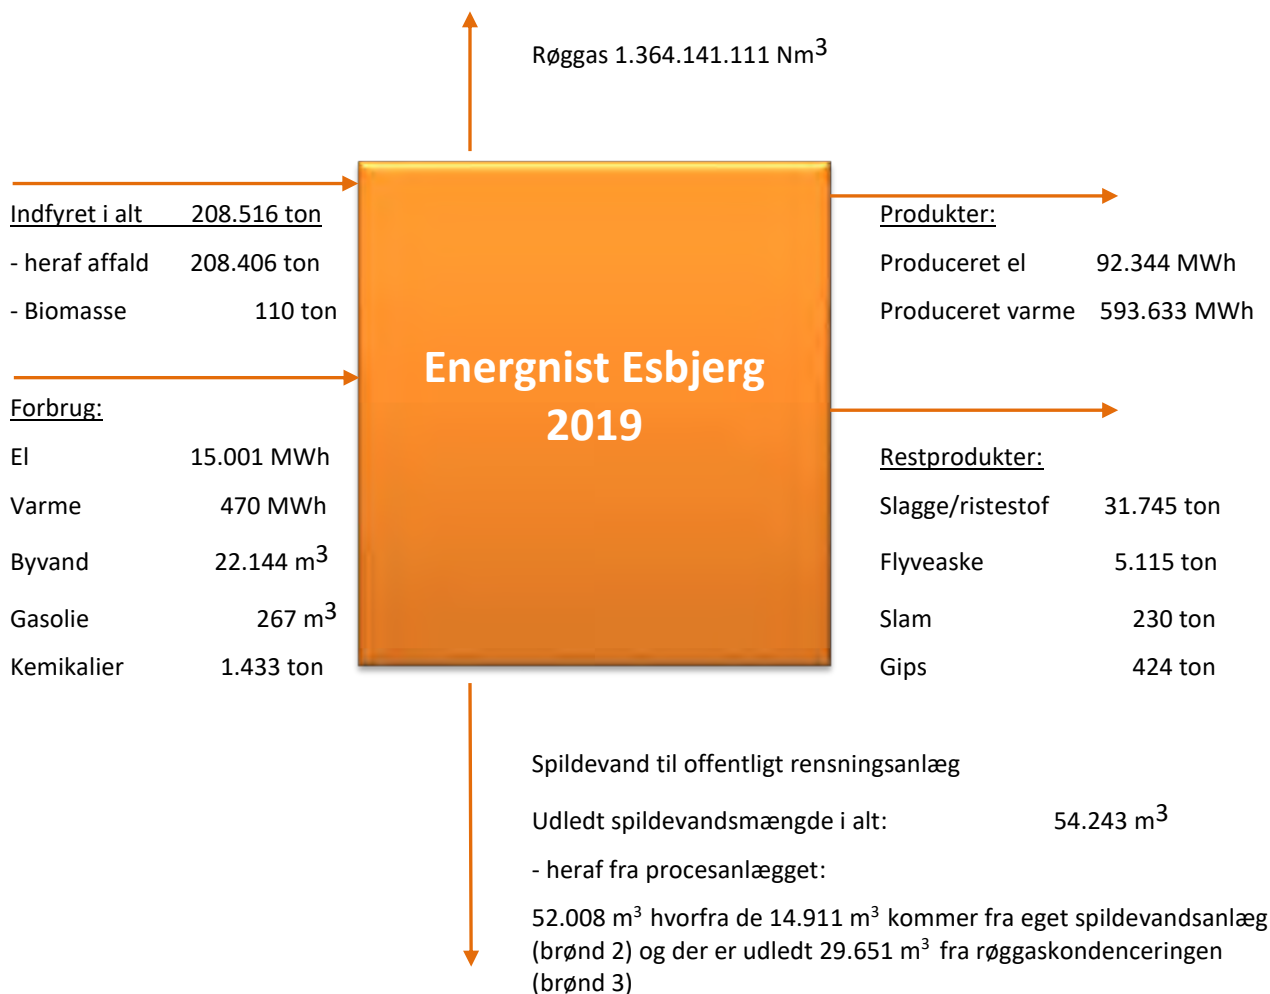 Røggas 1.364.141.111 Nm³
Indfyret i alt 208.516 ton
- heraf affald 208.406 ton
- Biomasse 110 ton
Forbrug:
El 15.001 MWh
Varme 470 MWh
Byvand 22.144 m³
Gasolie 267 m³
Kemikalier 1.433 ton
Energnist Esbjerg
2019
Produkter:
Produceret el 92.344 MWh
Produceret varme 593.633 MWh
Restprodukter:
Slagge/ristestof 31.745 ton
Flyveaske 5.115 ton
Slam 230 ton
Gips 424 ton
Spildevand til offentligt rensningsanlæg
Udledt spildevandsmængde i alt: 54.243 m³
- heraf fra procesanlægget:
52.008 m³ hvorfra de 14.911 m³ kommer fra eget spildevandsanlæg
(brønd 2) og der er udledt 29.651 m³ fra røggaskondenceringen
(brønd 3)